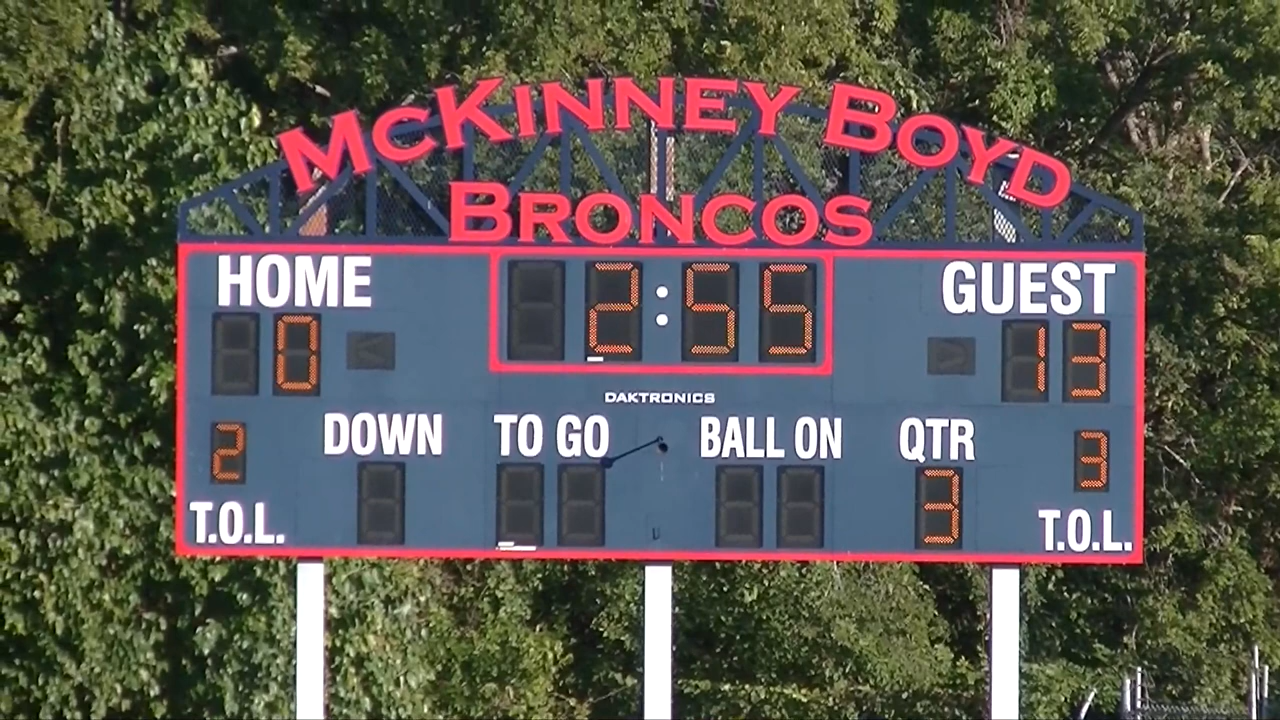 McKINNEY BOYD
BRONCOS
HOME 2:55 GUEST
0 < > 13
DAKTRONICS
2 DOWN TO GO BALL ON QTR 3
T.O.L. 3 T.O.L.